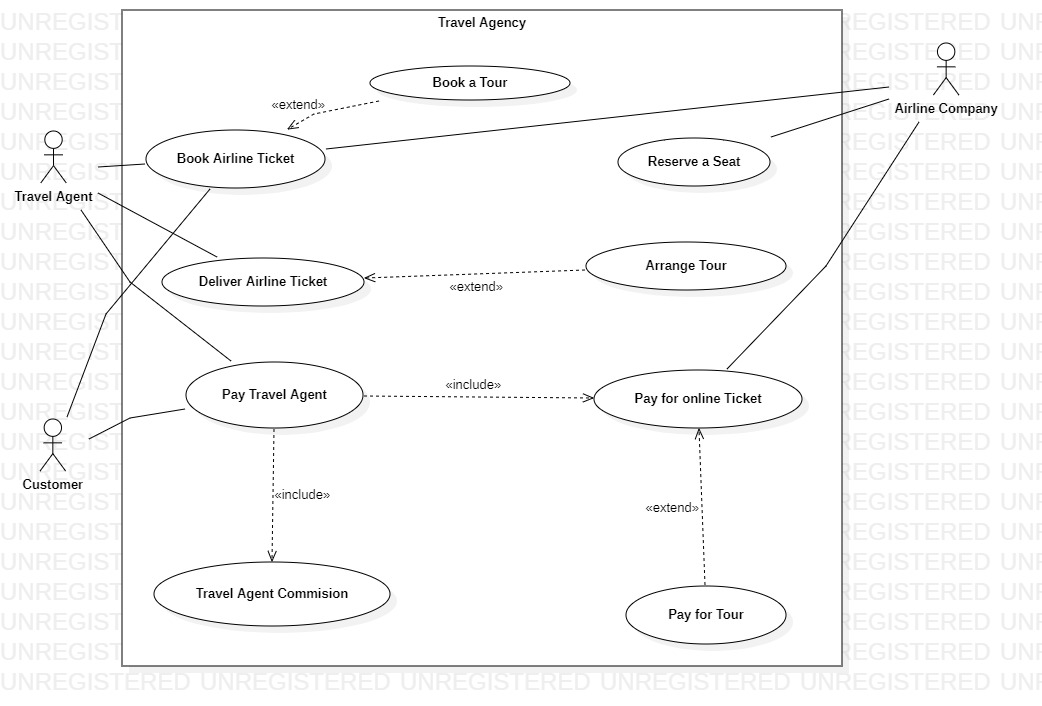 Travel Agency
Book a Tour
«extend»
Airline Company
Book Airline Ticket
Reserve a Seat
Travel Agent
Arrange Tour
Deliver Airline Ticket
«extend»
«include»
Pay Travel Agent
Pay for online Ticket
Customer
«include»
«extend»
Travel Agent Commision
Pay for Tour
UNREGISTERED UNREGISTERED UNREGISTERED UNREGISTERED UNREGISTERED UNR